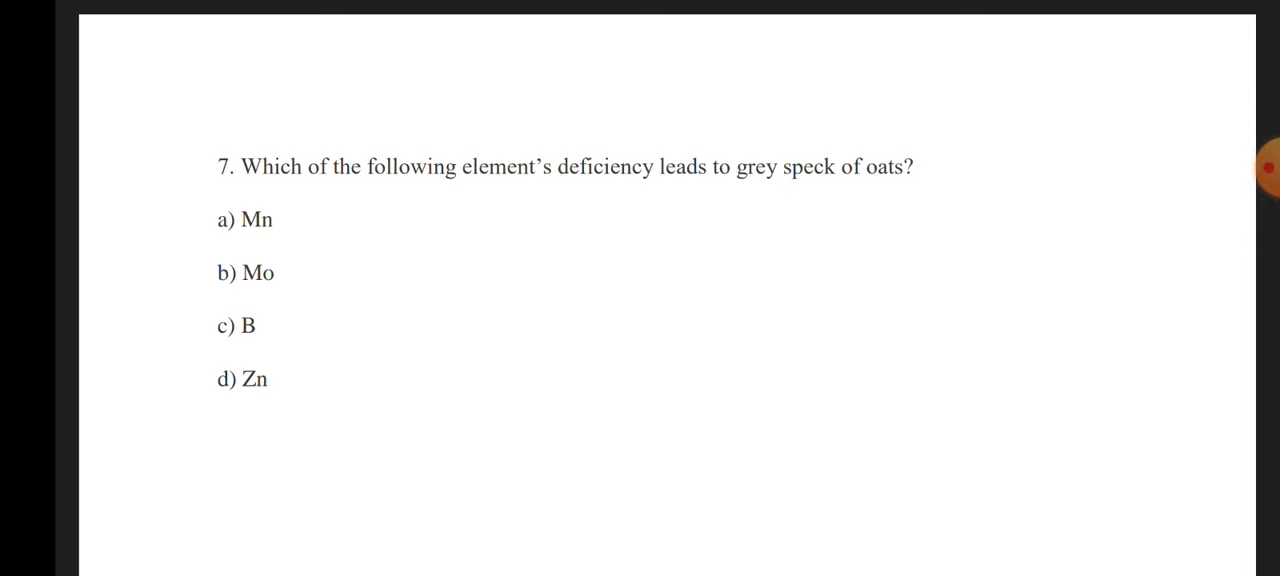 7. Which of the following element’s deficiency leads to grey speck of oats?
a) Mn
b) Mo
c) B
d) Zn